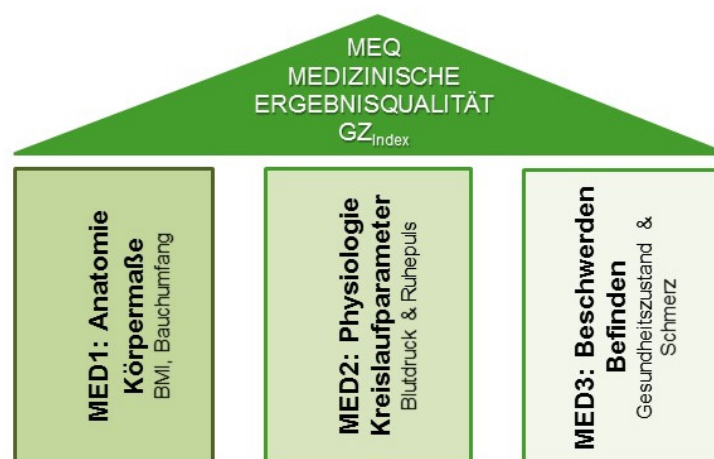 MEQ
MEDIZINISCHE
ERGEBNISQUALITÄT
GZIndex
MED1: Anatomie
Körpermaße
BMI, Bauchumfang
MED2: Physiologie
Kreislaufparameter
Blutdruck & Ruhepuls
MED3: Beschwerden
Befinden
Gesundheitszustand &
Schmerz